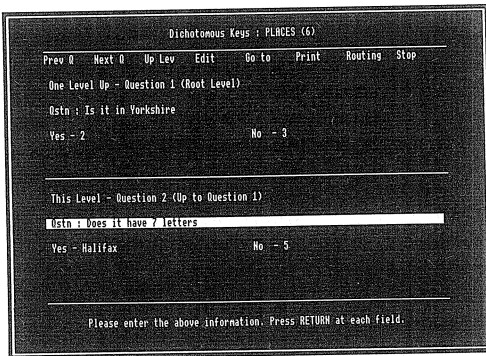 Dichotomous Keys : PLACES (6)
Prev Q Next Q Up Lev Edit Go to Print Routing Stop
One Level Up - Question 1 (Root Level)
Qstn : Is it in Yorkshire
Yes - 2 No - 3
This Level - Question 2 (Up to Question 1)
Qstn : Does it have 7 letters
Yes - Halifax No - 5
Please enter the above information. Press RETURN at each field.